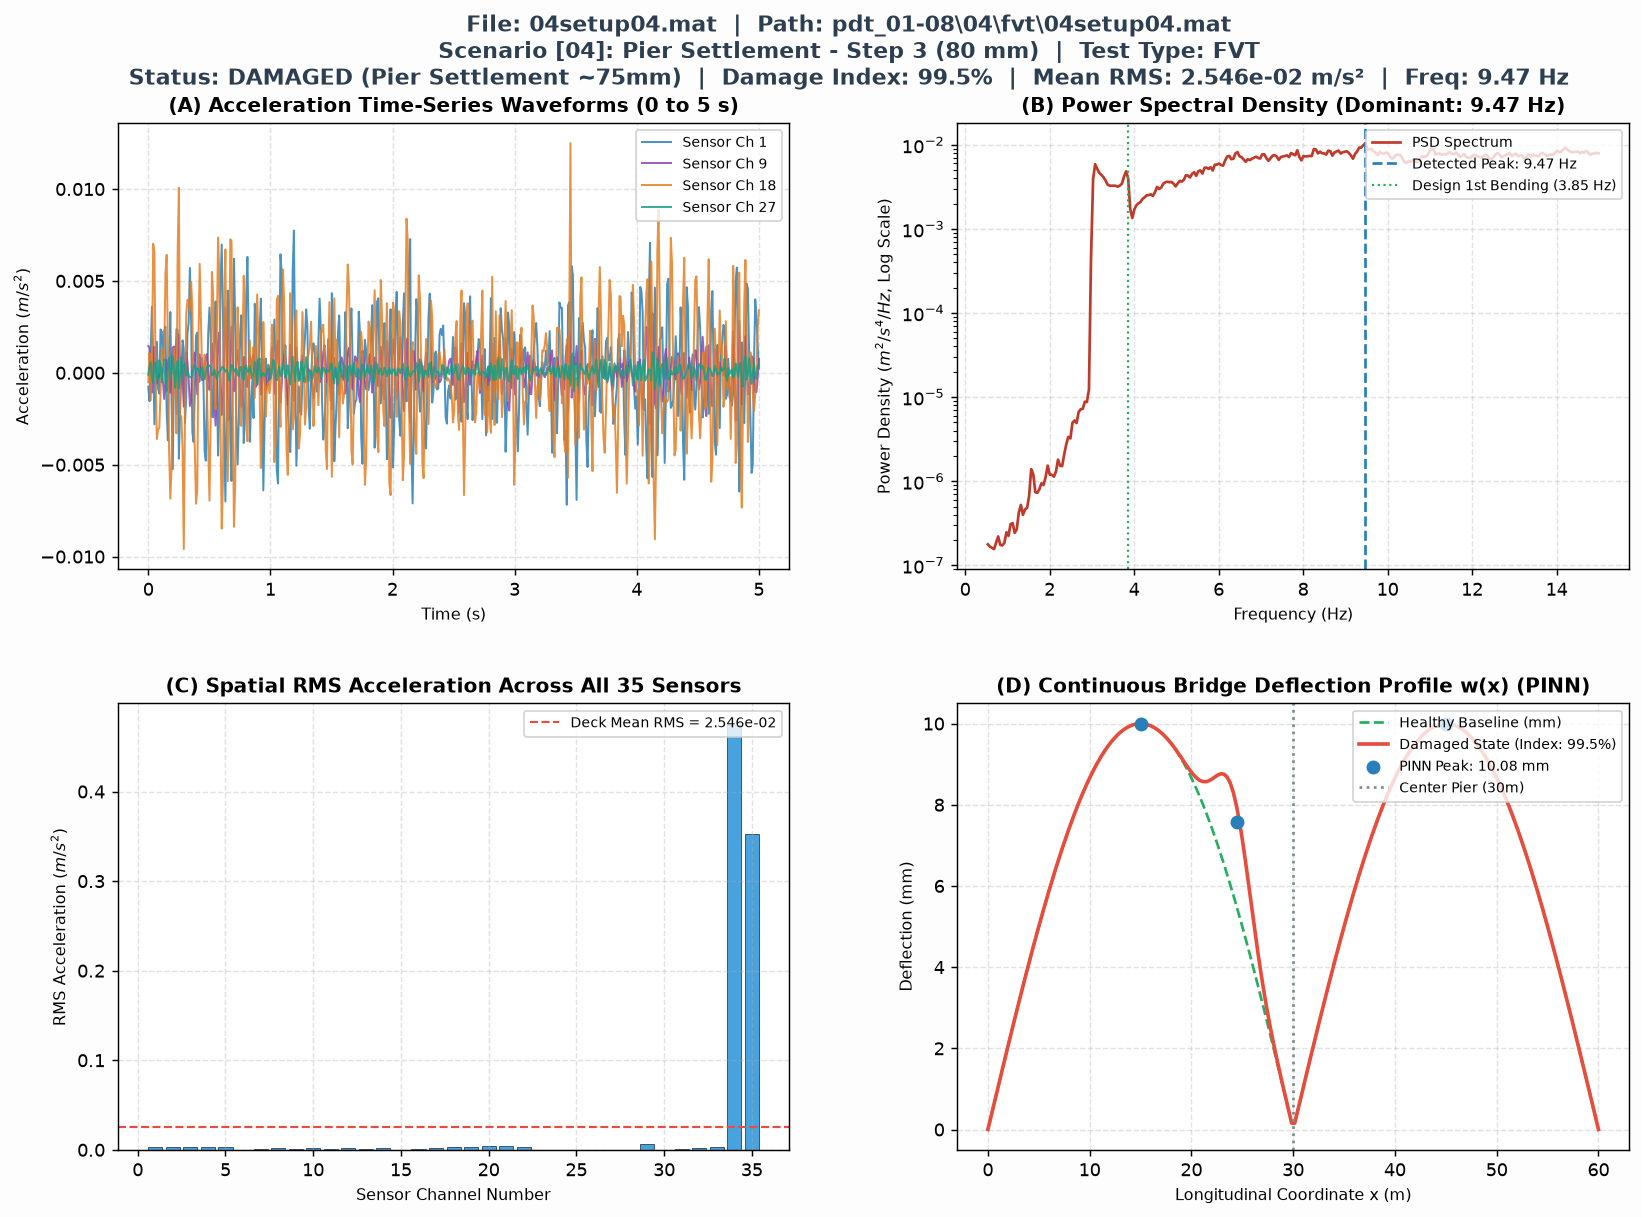 File: 04setup04.mat | Path: pdt_01-08\04\fvt\04setup04.mat
Scenario [04]: Pier Settlement - Step 3 (80 mm) | Test Type: FVT
Status: DAMAGED (Pier Settlement ~75mm) | Damage Index: 99.5% | Mean RMS: 2.546e-02 m/s² | Freq: 9.47 Hz
(A) Acceleration Time-Series Waveforms (0 to 5 s)
Sensor Ch 1
Sensor Ch 9
Sensor Ch 18
Sensor Ch 27
0.010
0.005
0.000
−0.005
−0.010
Acceleration (m/s²)
0 1 2 3 4 5
Time (s)
(B) Power Spectral Density (Dominant: 9.47 Hz)
PSD Spectrum
Detected Peak: 9.47 Hz
Design 1st Bending (3.85 Hz)
10⁻²
10⁻³
10⁻⁴
10⁻⁵
10⁻⁶
10⁻⁷
Power Density (m²/s⁴/Hz, Log Scale)
0 2 4 6 8 10 12 14
Frequency (Hz)
(C) Spatial RMS Acceleration Across All 35 Sensors
Deck Mean RMS = 2.546e-02
0.4
0.3
0.2
0.1
0.0
RMS Acceleration (m/s²)
0 5 10 15 20 25 30 35
Sensor Channel Number
(D) Continuous Bridge Deflection Profile w(x) (PINN)
Healthy Baseline (mm)
Damaged State (Index: 99.5%)
PINN Peak: 10.08 mm
Center Pier (30m)
10
8
6
4
2
0
Deflection (mm)
0 10 20 30 40 50 60
Longitudinal Coordinate x (m)